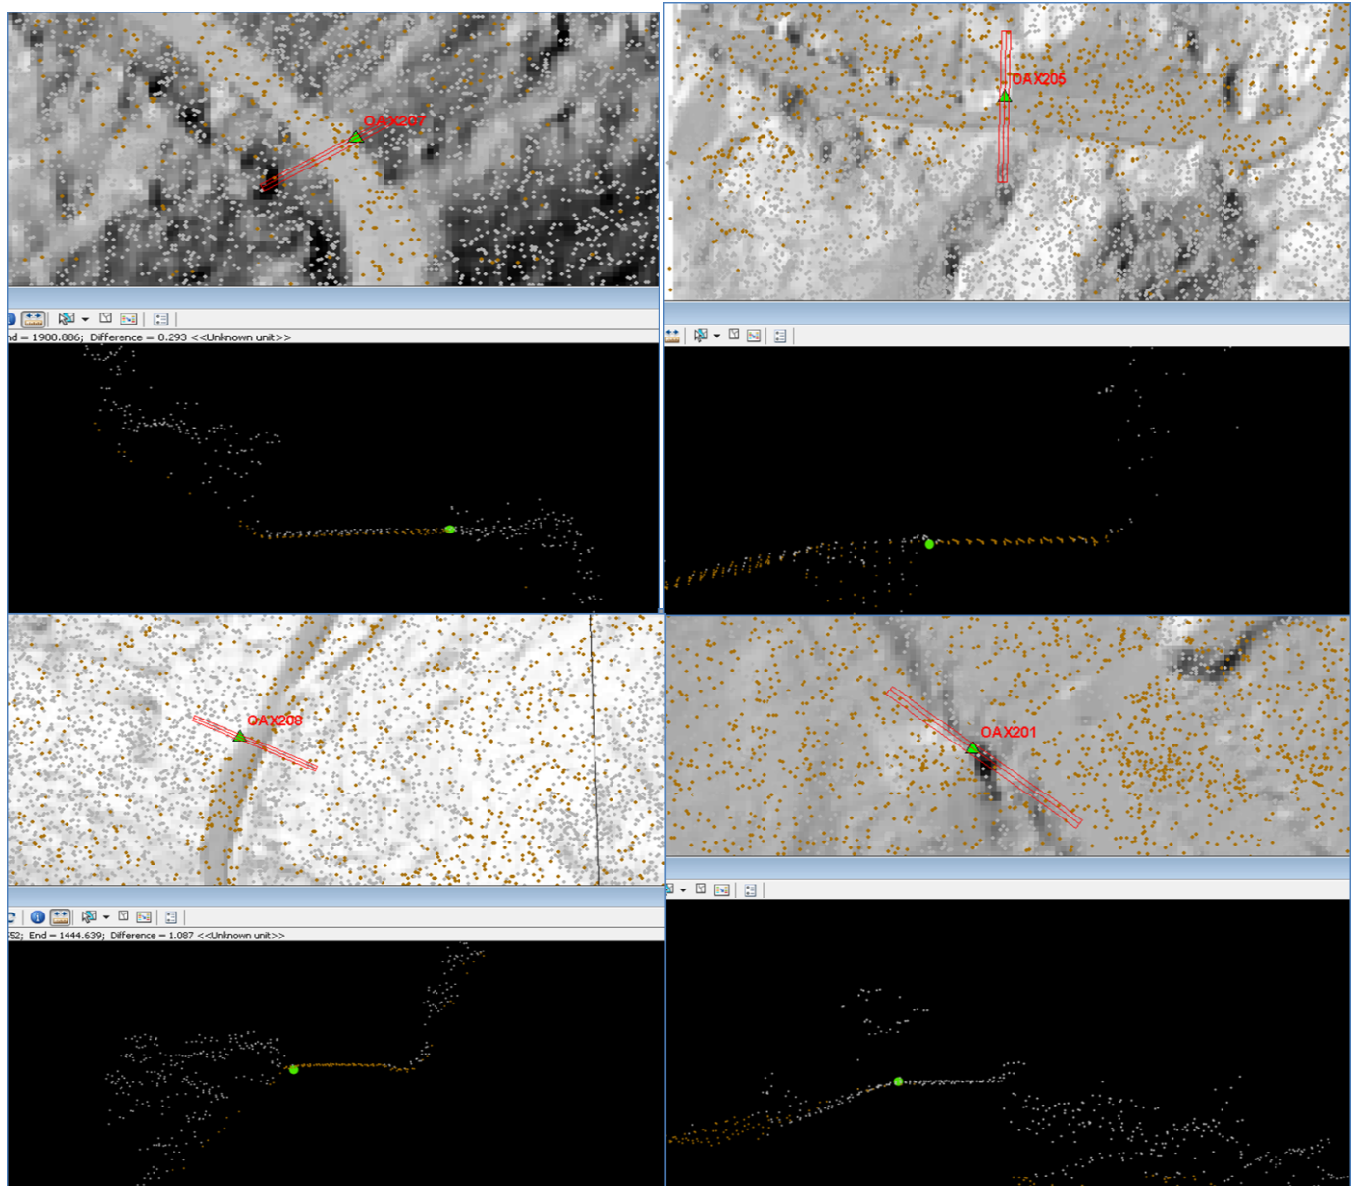 OAX207
OAX205
nd = 1900.886; Difference = 0.293 <<Unknown unit>>
OAX208
OAX201
52; End = 1444.639; Difference = 1.087 <<Unknown unit>>